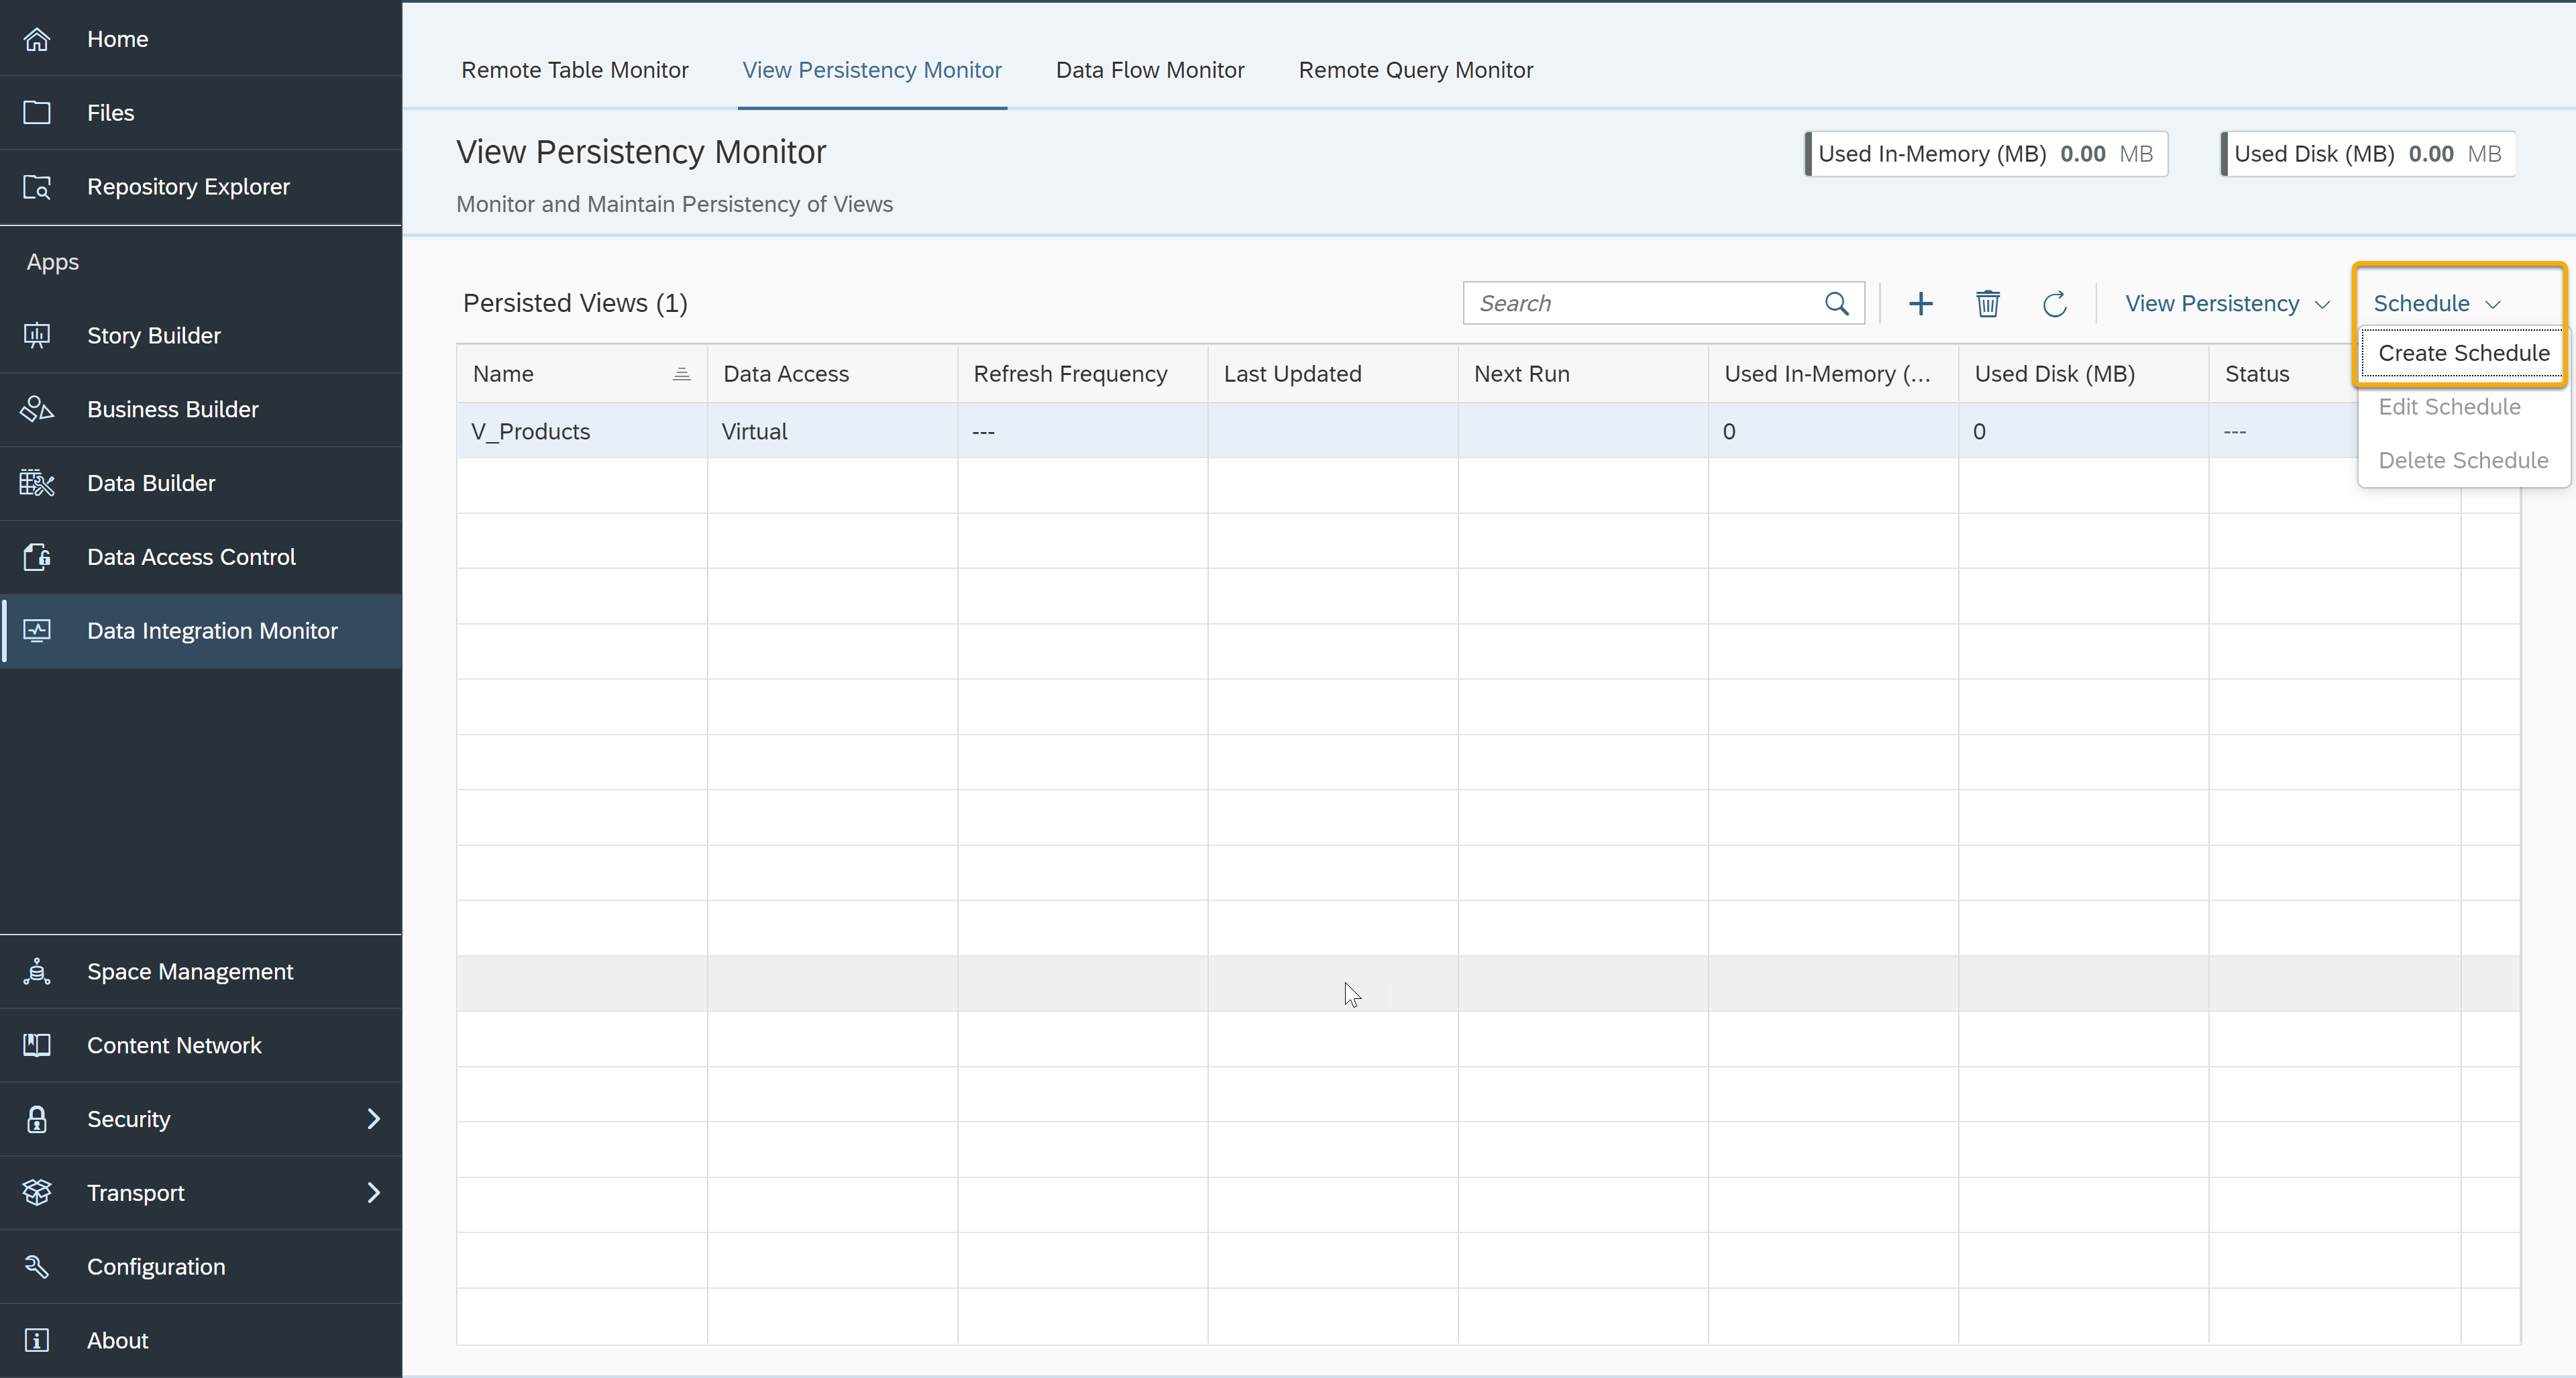 Home
Files
Repository Explorer
Apps
Story Builder
Business Builder
Data Builder
Data Access Control
Data Integration Monitor
Space Management
Content Network
Security
Transport
Configuration
About
Remote Table Monitor View Persistency Monitor Data Flow Monitor Remote Query Monitor
View Persistency Monitor
Used In-Memory (MB) 0.00 MB Used Disk (MB) 0.00 MB
Monitor and Maintain Persistency of Views
Persisted Views (1) Search View Persistency Schedule
Create Schedule
Edit Schedule
Delete Schedule
Name Data Access Refresh Frequency Last Updated Next Run Used In-Memory (... Used Disk (MB) Status
V_Products Virtual --- 0 0 ---